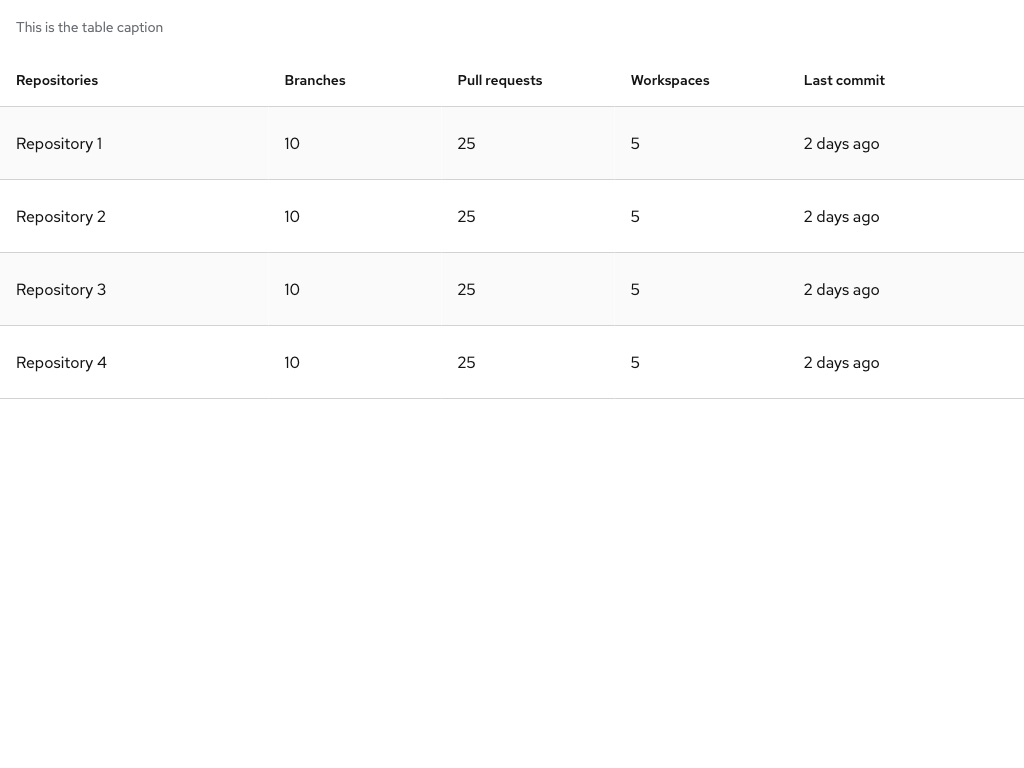 This is the table caption
Repositories Branches Pull requests Workspaces Last commit
Repository 1 10 25 5 2 days ago
Repository 2 10 25 5 2 days ago
Repository 3 10 25 5 2 days ago
Repository 4 10 25 5 2 days ago